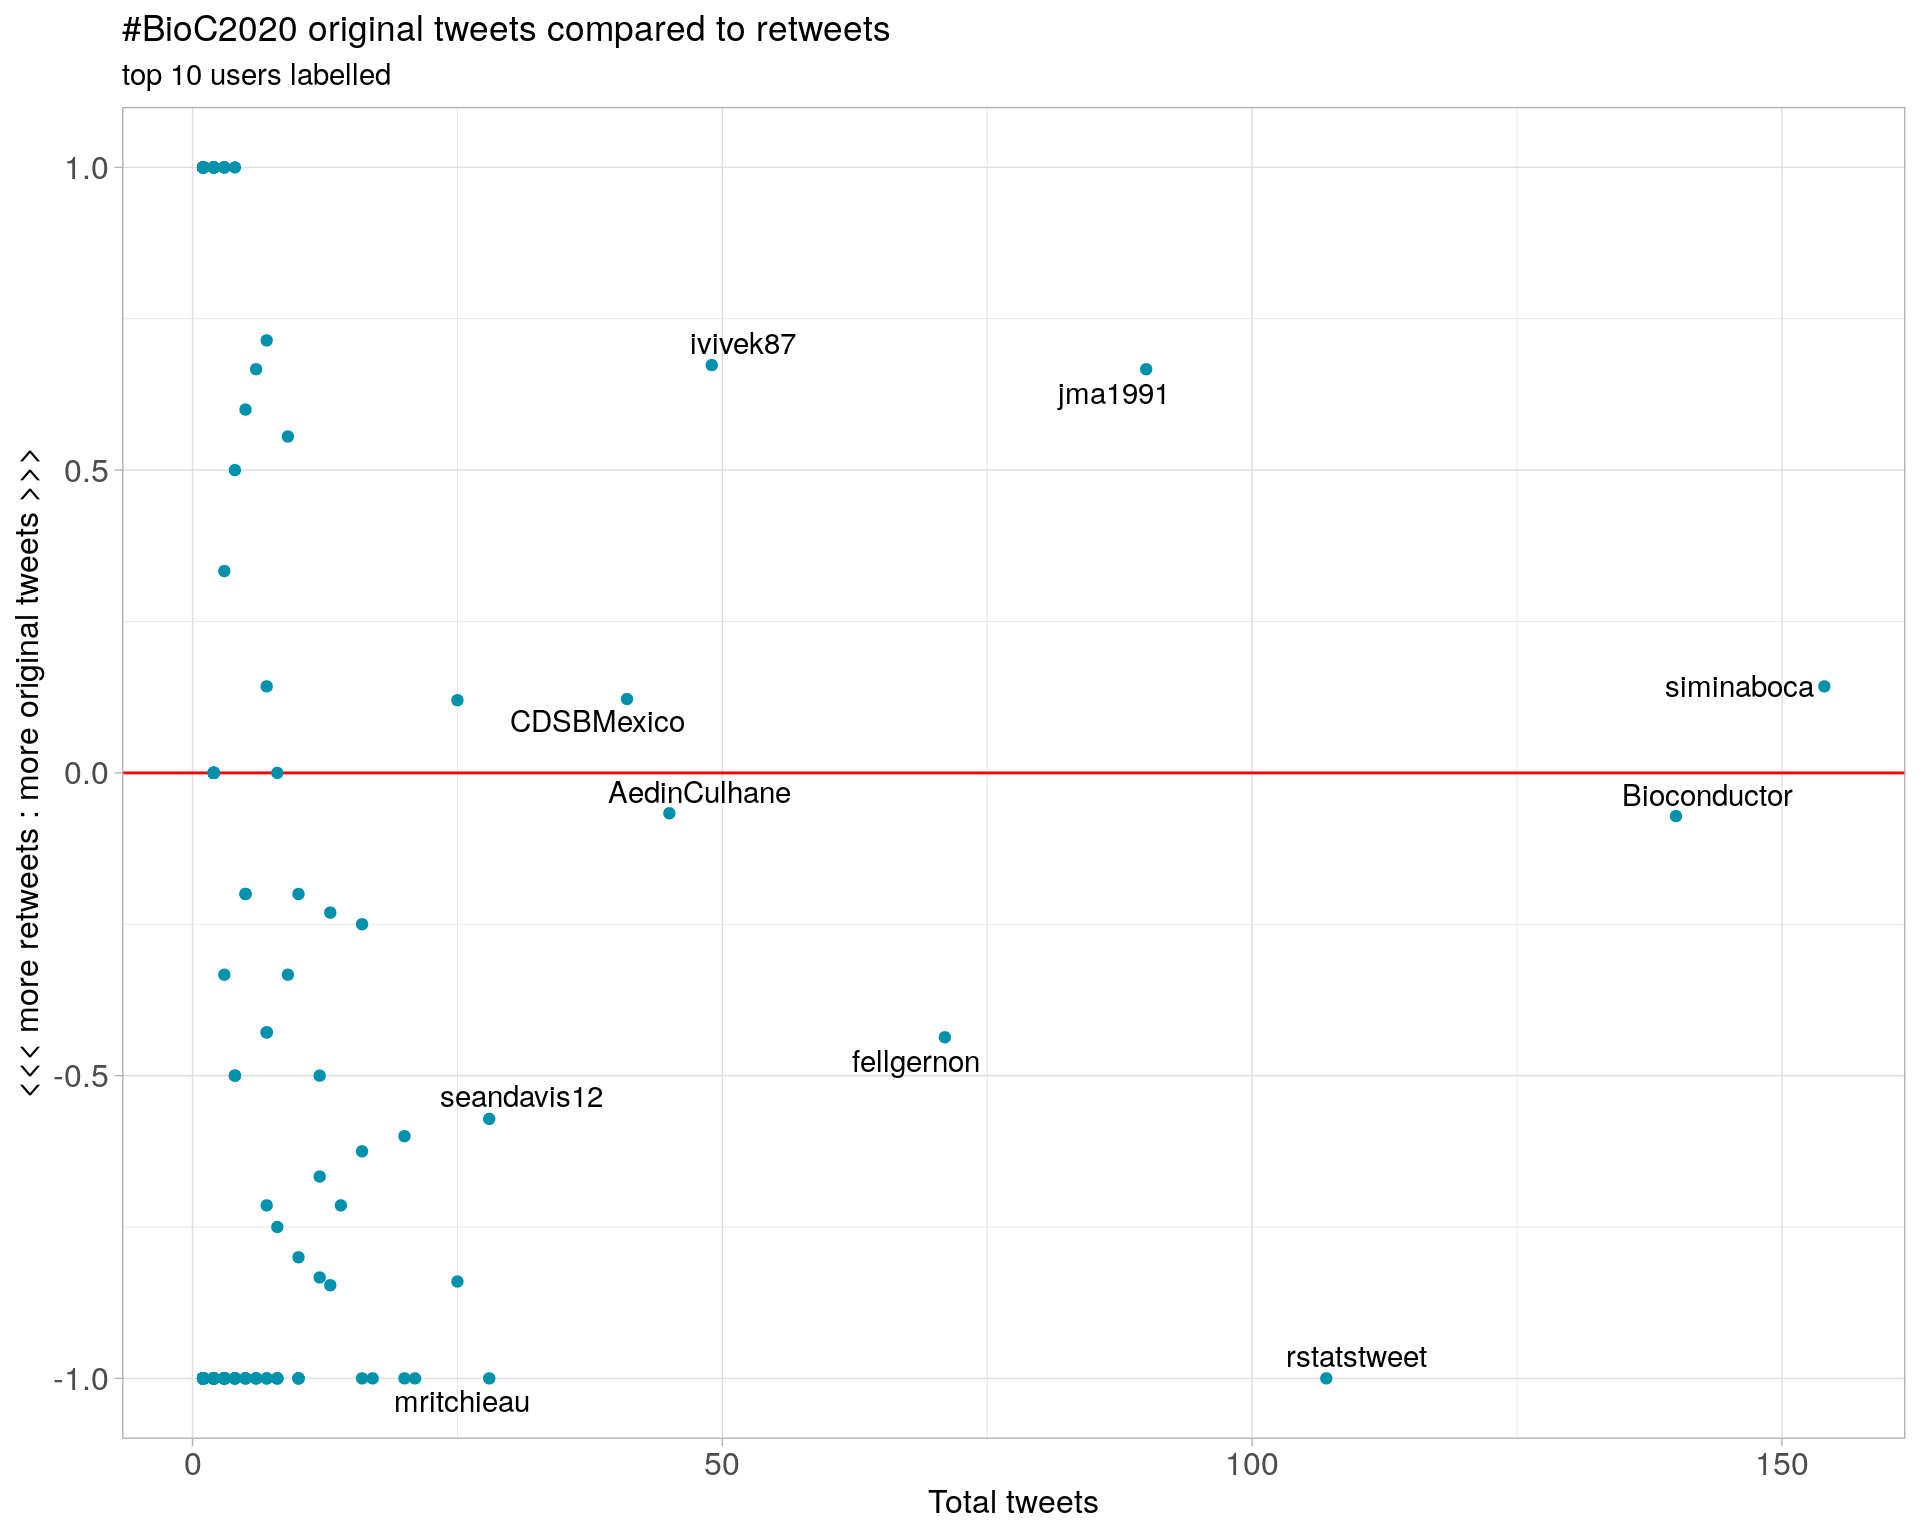 #BioC2020 original tweets compared to retweets
top 10 users labelled
<<< more retweets : more original tweets >>>
1.0
0.5
0.0
-0.5
-1.0
ivivek87
jma1991
siminaboca
CDSBMexico
AedinCulhane
Bioconductor
fellgernon
seandavis12
rstatstweet
mritchieau
0 50 100 150
Total tweets